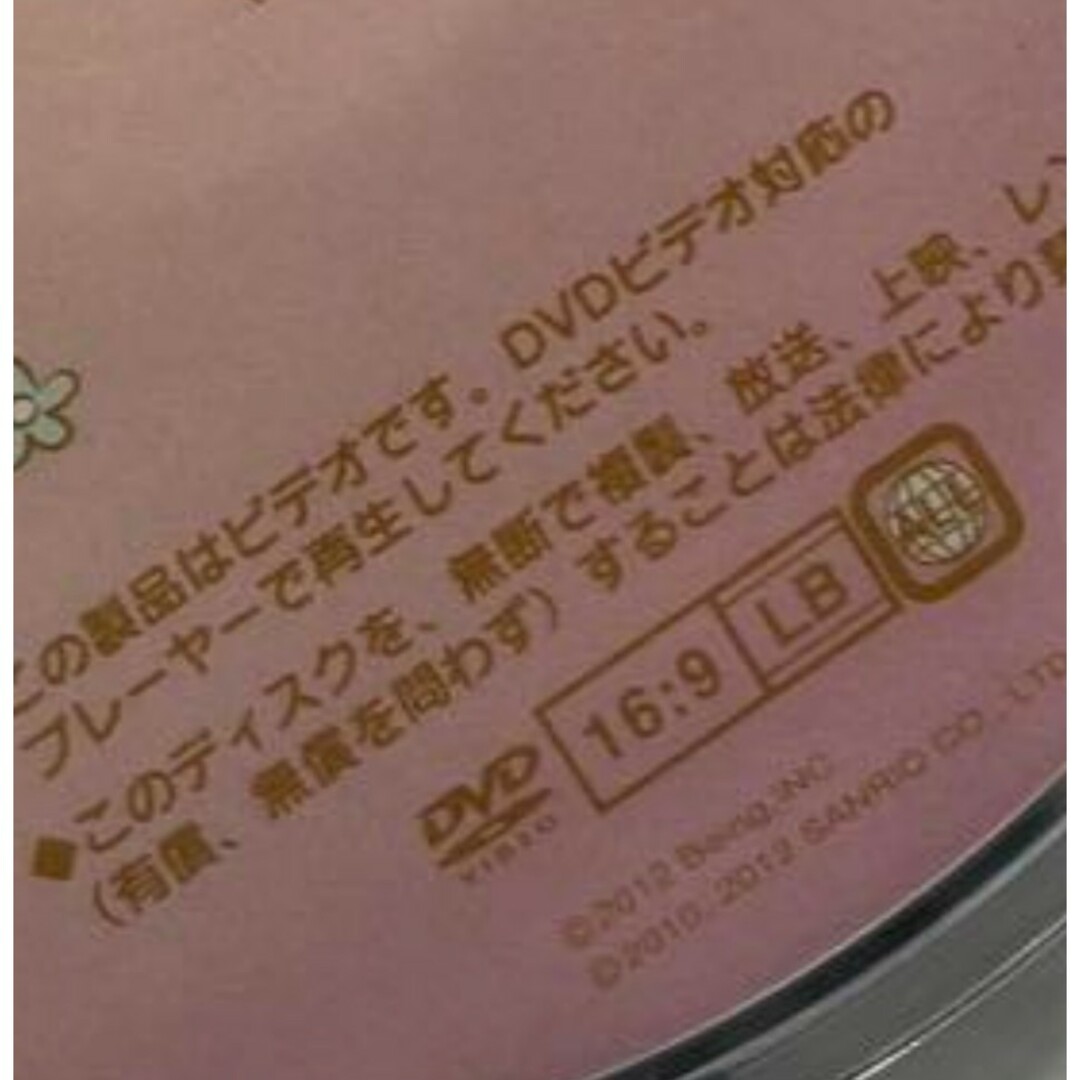 この製品はビデオです。DVDビデオ対応の
プレーヤーで再生してください。
◆このディスクを、無断で複製、放送、上映、レ
(有償、無償を問わず)することは法律により
DVD
VIDEO
16:9 LB
ALL
©2012 Being,INC.
©2010, 2012 SANRIO CO., LTD